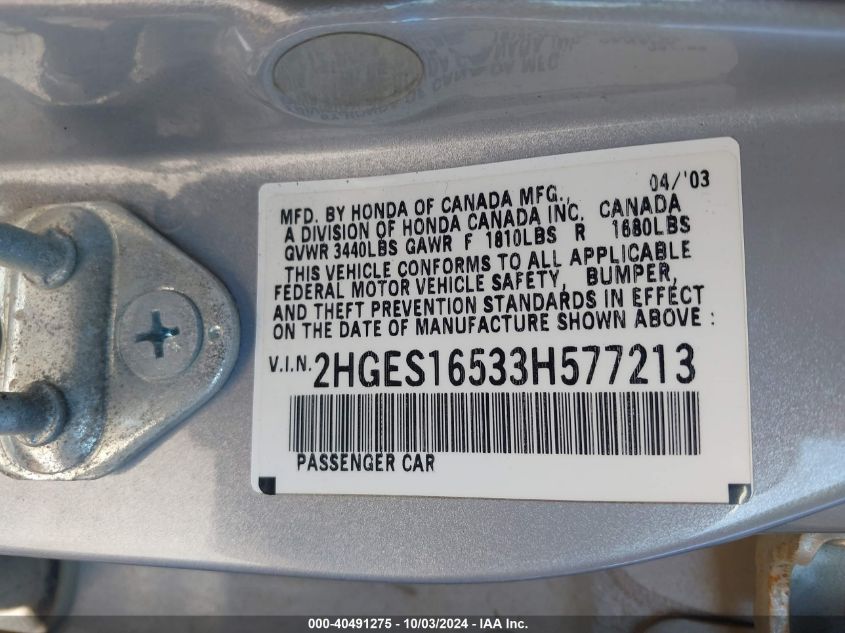 04/'03
MFD. BY HONDA OF CANADA MFG.,
A DIVISION OF HONDA CANADA INC. CANADA
GVWR 3440LBS GAWR F 1810LBS R 1680LBS
THIS VEHICLE CONFORMS TO ALL APPLICABLE
FEDERAL MOTOR VEHICLE SAFETY, BUMPER,
AND THEFT PREVENTION STANDARDS IN EFFECT
ON THE DATE OF MANUFACTURE SHOWN ABOVE :
V.I.N. 2HGES16533H577213
PASSENGER CAR
000-40491275 - 10/03/2024 - IAA Inc.